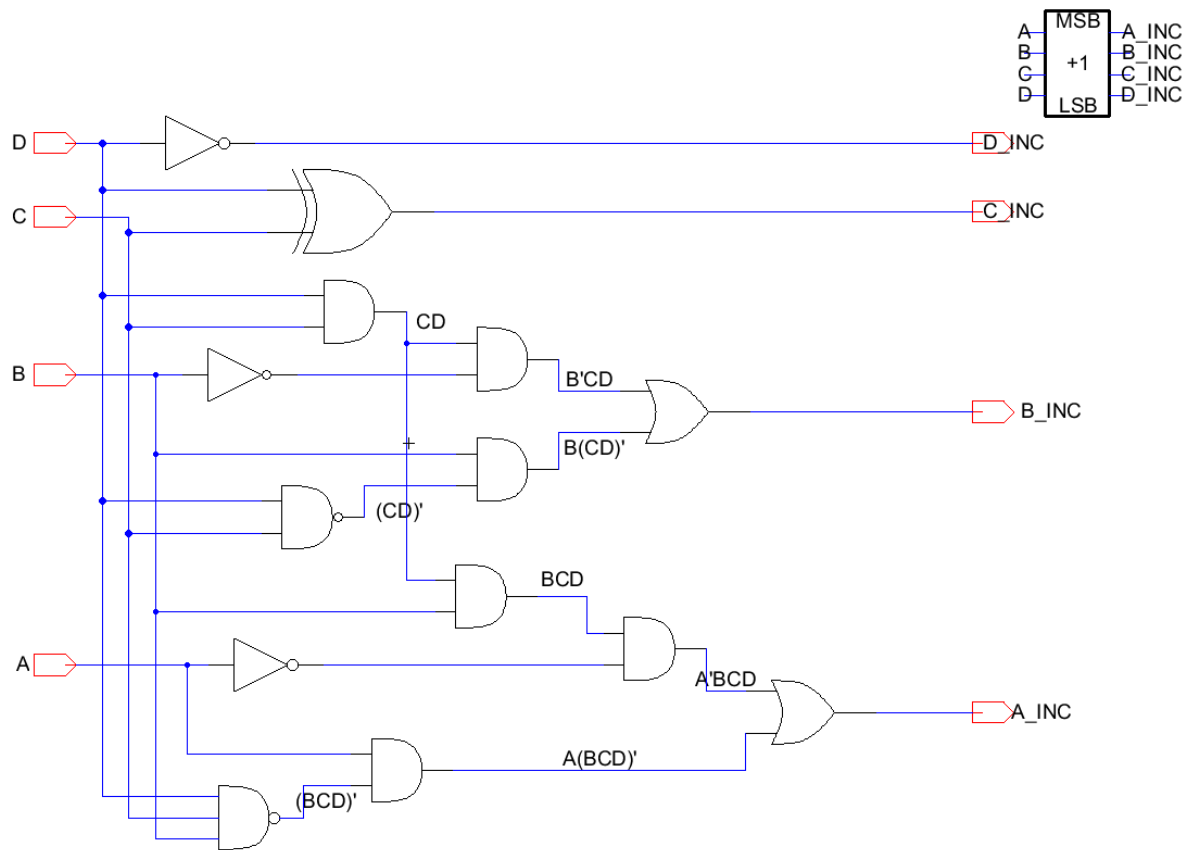 MSB
A A_INC
B B_INC
+1
C C_INC
D D_INC
LSB
D D_INC
C C_INC
CD
B B'CD B_INC
B(CD)'
(CD)'
BCD
A A'BCD A_INC
A(BCD)'
(BCD)'